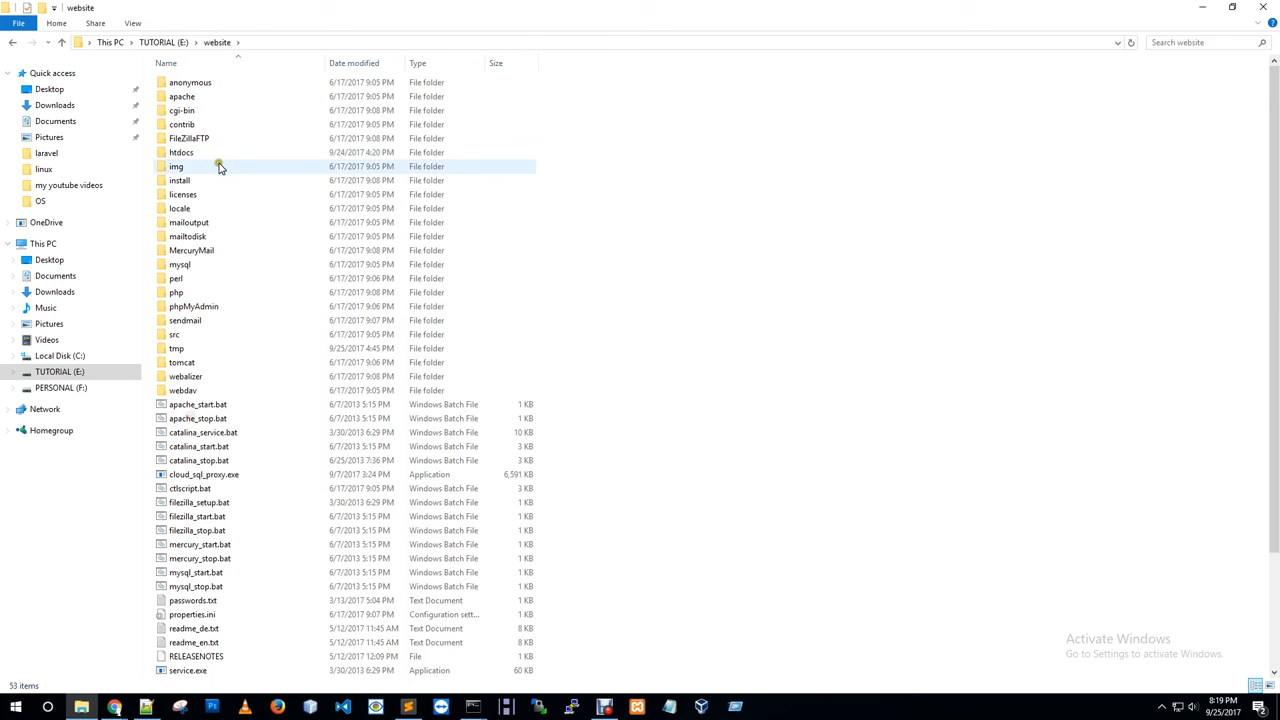 website
File Home Share View
This PC > TUTORIAL (E:) > website > Search website
Name Date modified Type Size
Quick access
Desktop
Downloads
Documents
Pictures
laravel
linux
my youtube videos
OS
OneDrive
This PC
Desktop
Documents
Downloads
Music
Pictures
Videos
Local Disk (C:)
TUTORIAL (E:)
PERSONAL (F:)
Network
Homegroup
anonymous 6/17/2017 9:05 PM File folder
apache 6/17/2017 9:05 PM File folder
cgi-bin 6/17/2017 9:08 PM File folder
contrib 6/17/2017 9:05 PM File folder
FileZillaFTP 6/17/2017 9:08 PM File folder
htdocs 9/24/2017 4:20 PM File folder
img 6/17/2017 9:05 PM File folder
install 6/17/2017 9:08 PM File folder
licenses 6/17/2017 9:05 PM File folder
locale 6/17/2017 9:05 PM File folder
mailoutput 6/17/2017 9:05 PM File folder
mailtodisk 6/17/2017 9:05 PM File folder
MercuryMail 6/17/2017 9:08 PM File folder
mysql 6/17/2017 9:05 PM File folder
perl 6/17/2017 9:06 PM File folder
php 6/17/2017 9:08 PM File folder
phpMyAdmin 6/17/2017 9:06 PM File folder
sendmail 6/17/2017 9:07 PM File folder
src 6/17/2017 9:05 PM File folder
tmp 9/25/2017 4:45 PM File folder
tomcat 6/17/2017 9:06 PM File folder
webalizer 6/17/2017 9:08 PM File folder
webdav 6/17/2017 9:05 PM File folder
apache_start.bat 6/7/2013 5:15 PM Windows Batch File 1 KB
apache_stop.bat 6/7/2013 5:15 PM Windows Batch File 1 KB
catalina_service.bat 3/30/2013 6:29 PM Windows Batch File 10 KB
catalina_start.bat 6/7/2013 5:15 PM Windows Batch File 3 KB
catalina_stop.bat 6/25/2013 7:36 PM Windows Batch File 3 KB
cloud_sql_proxy.exe 9/7/2017 3:24 PM Application 6,591 KB
ctlscript.bat 6/17/2017 9:05 PM Windows Batch File 3 KB
filezilla_setup.bat 3/30/2013 6:29 PM Windows Batch File 1 KB
filezilla_start.bat 6/7/2013 5:15 PM Windows Batch File 1 KB
filezilla_stop.bat 6/7/2013 5:15 PM Windows Batch File 1 KB
mercury_start.bat 6/7/2013 5:15 PM Windows Batch File 1 KB
mercury_stop.bat 6/7/2013 5:15 PM Windows Batch File 1 KB
mysql_start.bat 6/7/2013 5:15 PM Windows Batch File 1 KB
mysql_stop.bat 6/7/2013 5:15 PM Windows Batch File 1 KB
passwords.txt 3/13/2017 5:04 PM Text Document 1 KB
properties.ini 6/17/2017 9:07 PM Configuration sett... 1 KB
readme_de.txt 5/12/2017 11:45 AM Text Document 8 KB
readme_en.txt 5/12/2017 11:45 AM Text Document 8 KB
RELEASENOTES 5/12/2017 12:09 PM File 1 KB
service.exe 3/30/2013 6:29 PM Application 60 KB
Activate Windows
Go to Settings to activate Windows.
53 items
8:19 PM
9/25/2017
2